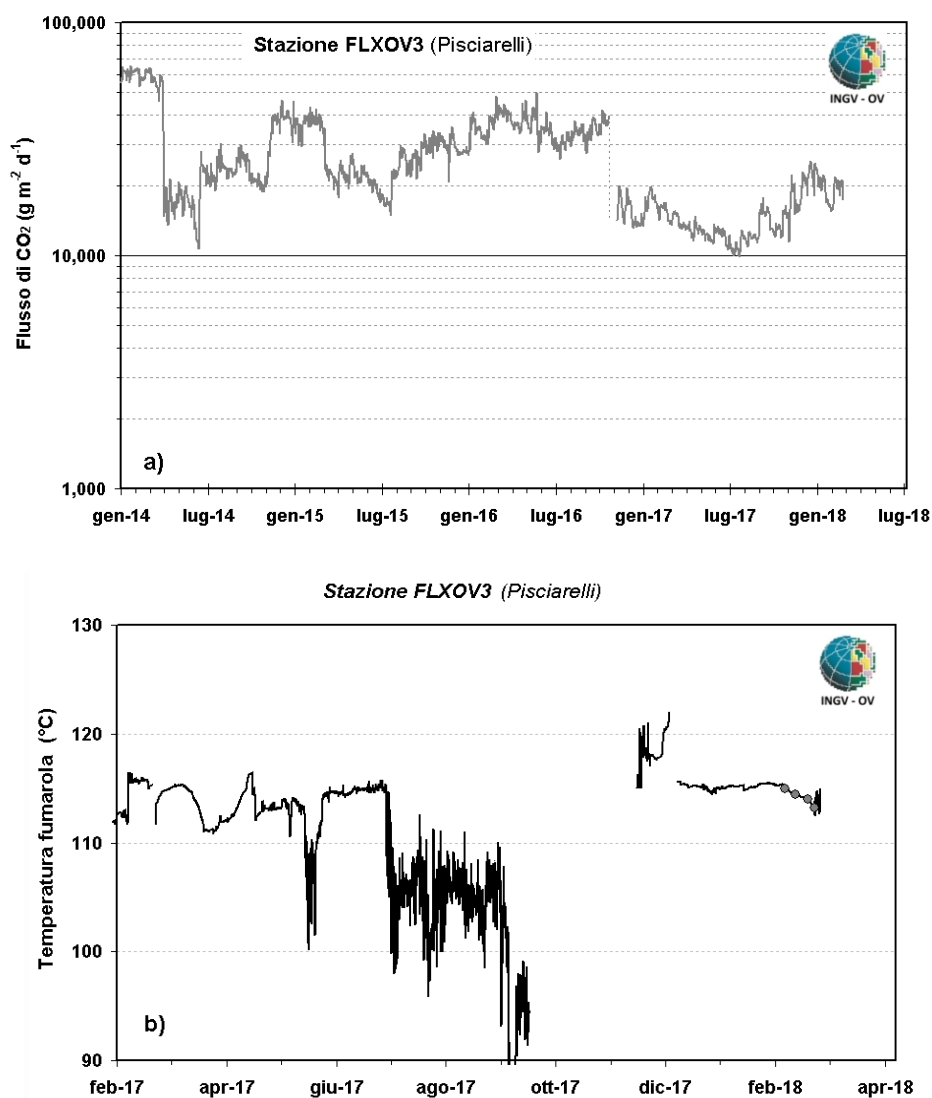 Stazione FLXOV3 (Pisciarelli)
INGV - OV
Flusso di CO2 (g m-2 d-1)
100,000
10,000
1,000
a)
gen-14 lug-14 gen-15 lug-15 gen-16 lug-16 gen-17 lug-17 gen-18 lug-18
Stazione FLXOV3 (Pisciarelli)
INGV - OV
Temperatura fumarola (°C)
130
120
110
100
90
b)
feb-17 apr-17 giu-17 ago-17 ott-17 dic-17 feb-18 apr-18